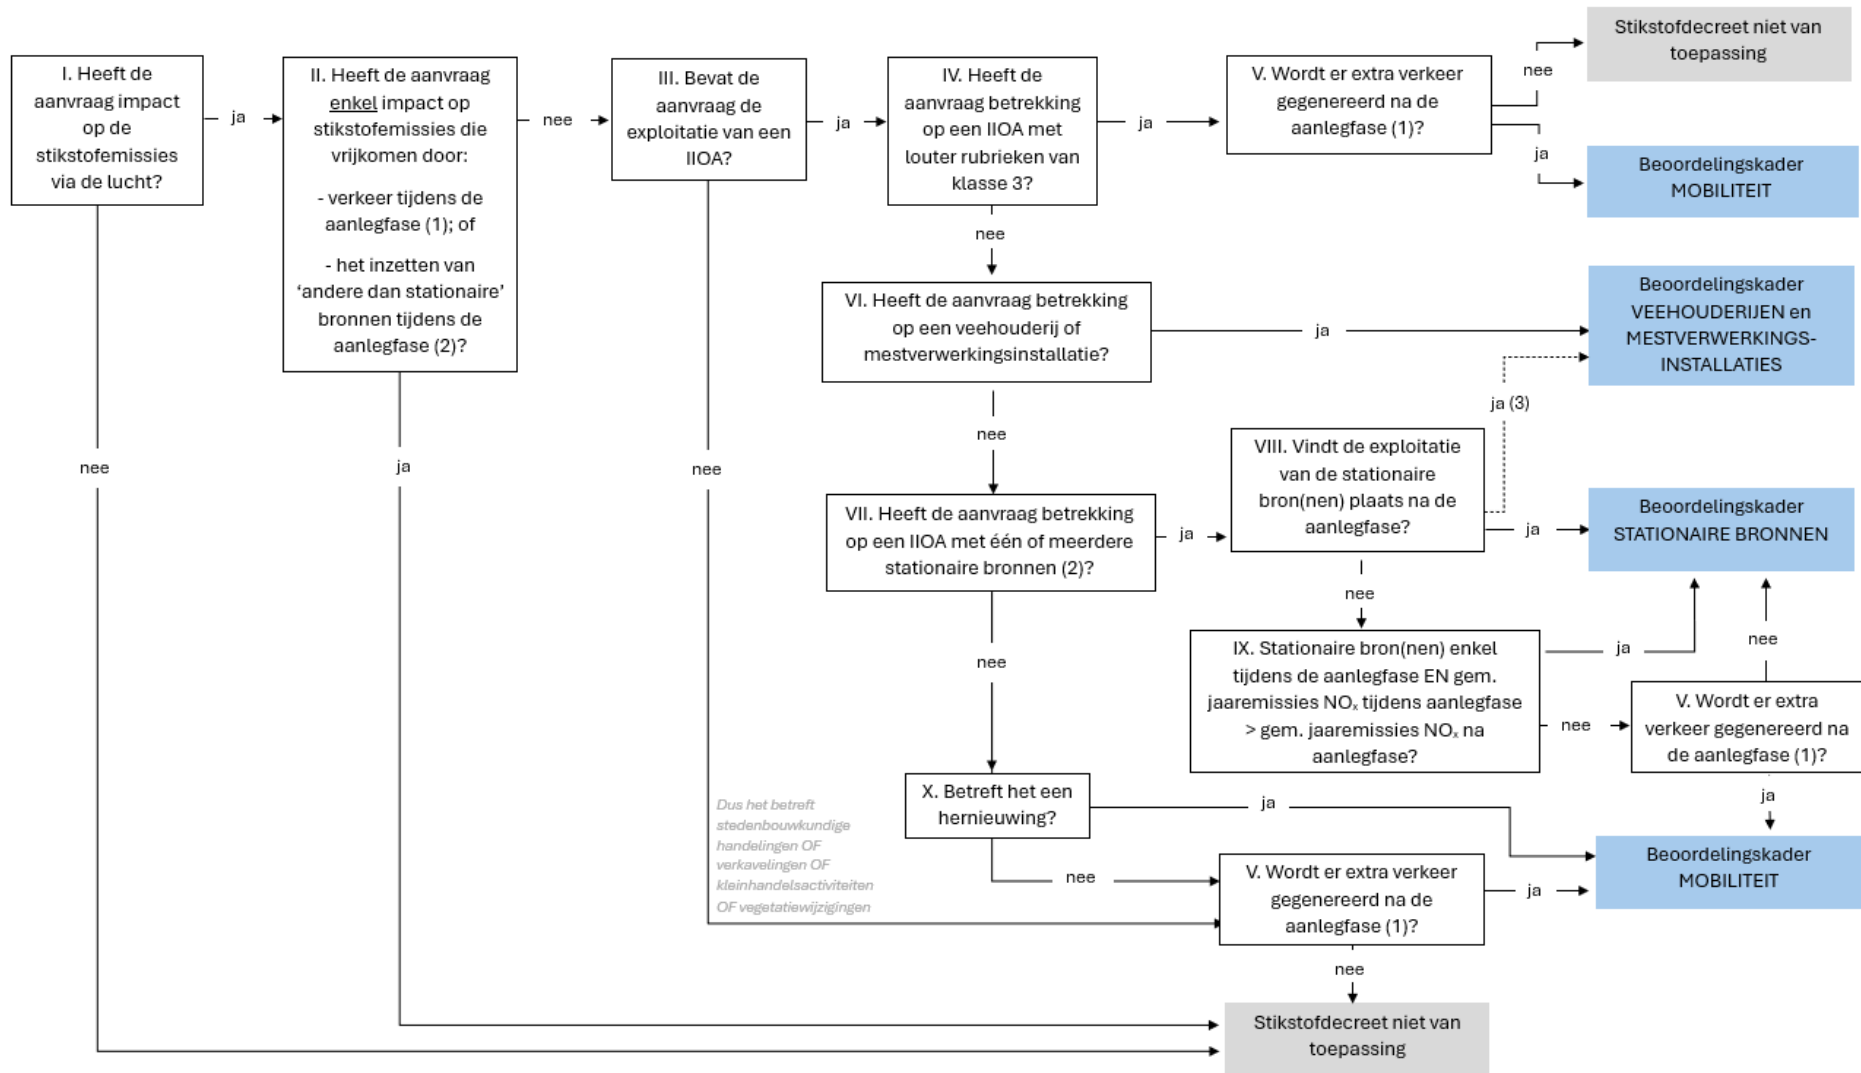 I. Heeft de
aanvraag impact
op de
stikstofemissies
via de lucht?
ja
nee
II. Heeft de aanvraag
enkel impact op
stikstofemissies die
vrijkomen door:
- verkeer tijdens de
aanlegfase (1); of
- het inzetten van
‘andere dan stationaire’
bronnen tijdens de
aanlegfase (2)?
nee
ja
III. Bevat de
aanvraag de
exploitatie van een
IIOA?
ja
nee
Dus het betreft
stedenbouwkundige
handelingen OF
verkavelingen OF
kleinhandelsactiviteiten
OF vegetatiewijzigingen
IV. Heeft de
aanvraag betrekking
op een IIOA met
louter rubrieken van
klasse 3?
ja
nee
V. Wordt er extra verkeer
gegenereerd na de
aanlegfase (1)?
nee
ja
Stikstofdecreet niet van
toepassing
Beoordelingskader
MOBILITEIT
VI. Heeft de aanvraag betrekking
op een veehouderij of
mestverwerkingsinstallatie?
ja
nee
Beoordelingskader
VEEHOUDERIJEN en
MESTVERWERKINGS-
INSTALLATIES
VII. Heeft de aanvraag betrekking
op een IIOA met één of meerdere
stationaire bronnen (2)?
ja
nee
VIII. Vindt de exploitatie
van de stationaire
bron(nen) plaats na de
aanlegfase?
ja (3)
ja
nee
Beoordelingskader
STATIONAIRE BRONNEN
IX. Stationaire bron(nen) enkel
tijdens de aanlegfase EN gem.
jaaremissies NOₓ tijdens aanlegfase
> gem. jaaremissies NOₓ na
aanlegfase?
ja
nee
V. Wordt er extra
verkeer gegenereerd na
de aanlegfase (1)?
nee
ja
X. Betreft het een
hernieuwing?
ja
nee
V. Wordt er extra verkeer
gegenereerd na de
aanlegfase (1)?
ja
nee
Beoordelingskader
MOBILITEIT
Stikstofdecreet niet van
toepassing